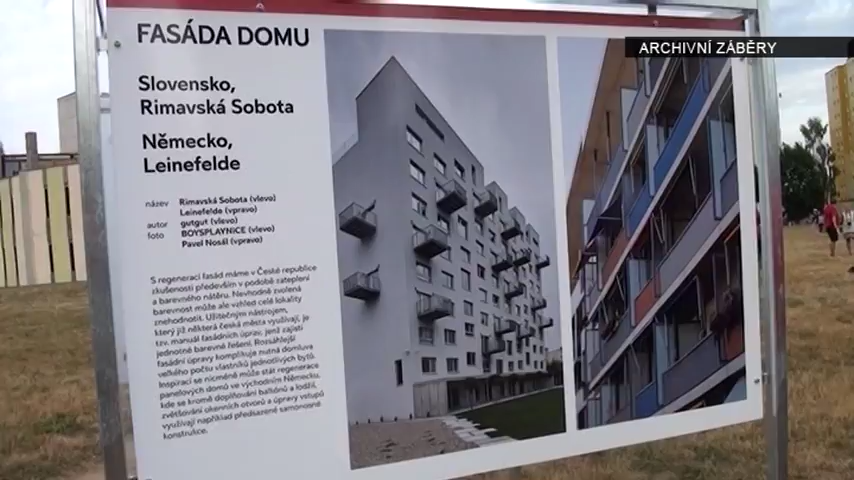 ARCHIVNÍ ZÁBĚRY
FASÁDA DOMU
Slovensko,
Rimavská Sobota
Německo,
Leinefelde
název Rimavská Sobota (vlevo)
Leinefelde (vpravo)
autor gutgut (vlevo)
foto BOYSPLAYNICE (vlevo)
Pavel Nosál (vpravo)
S regenerací fasád máme v České republice
zkušenosti především v podobě zateplení
a barevného nátěru. Nevhodně zvolená
barevnost může ale vzhled celé lokality
znehodnotit. Užitečným nástrojem,
který již některá česká města využívají, je
tzv. manuál fasádních úprav, jenž zajistí
jednotné barevné řešení. Rozsáhlejší
fasádní úpravy komplikuje nutná domluva
velkého počtu vlastníků jednotlivých bytů.
Inspirací se nicméně může stát regenerace
panelových domů ve východním Německu,
kde se kromě doplňování balkónů a lodžií,
zvětšování okenních otvorů a úpravy vstupů
využívají například předsazené samonosné
konstrukce.